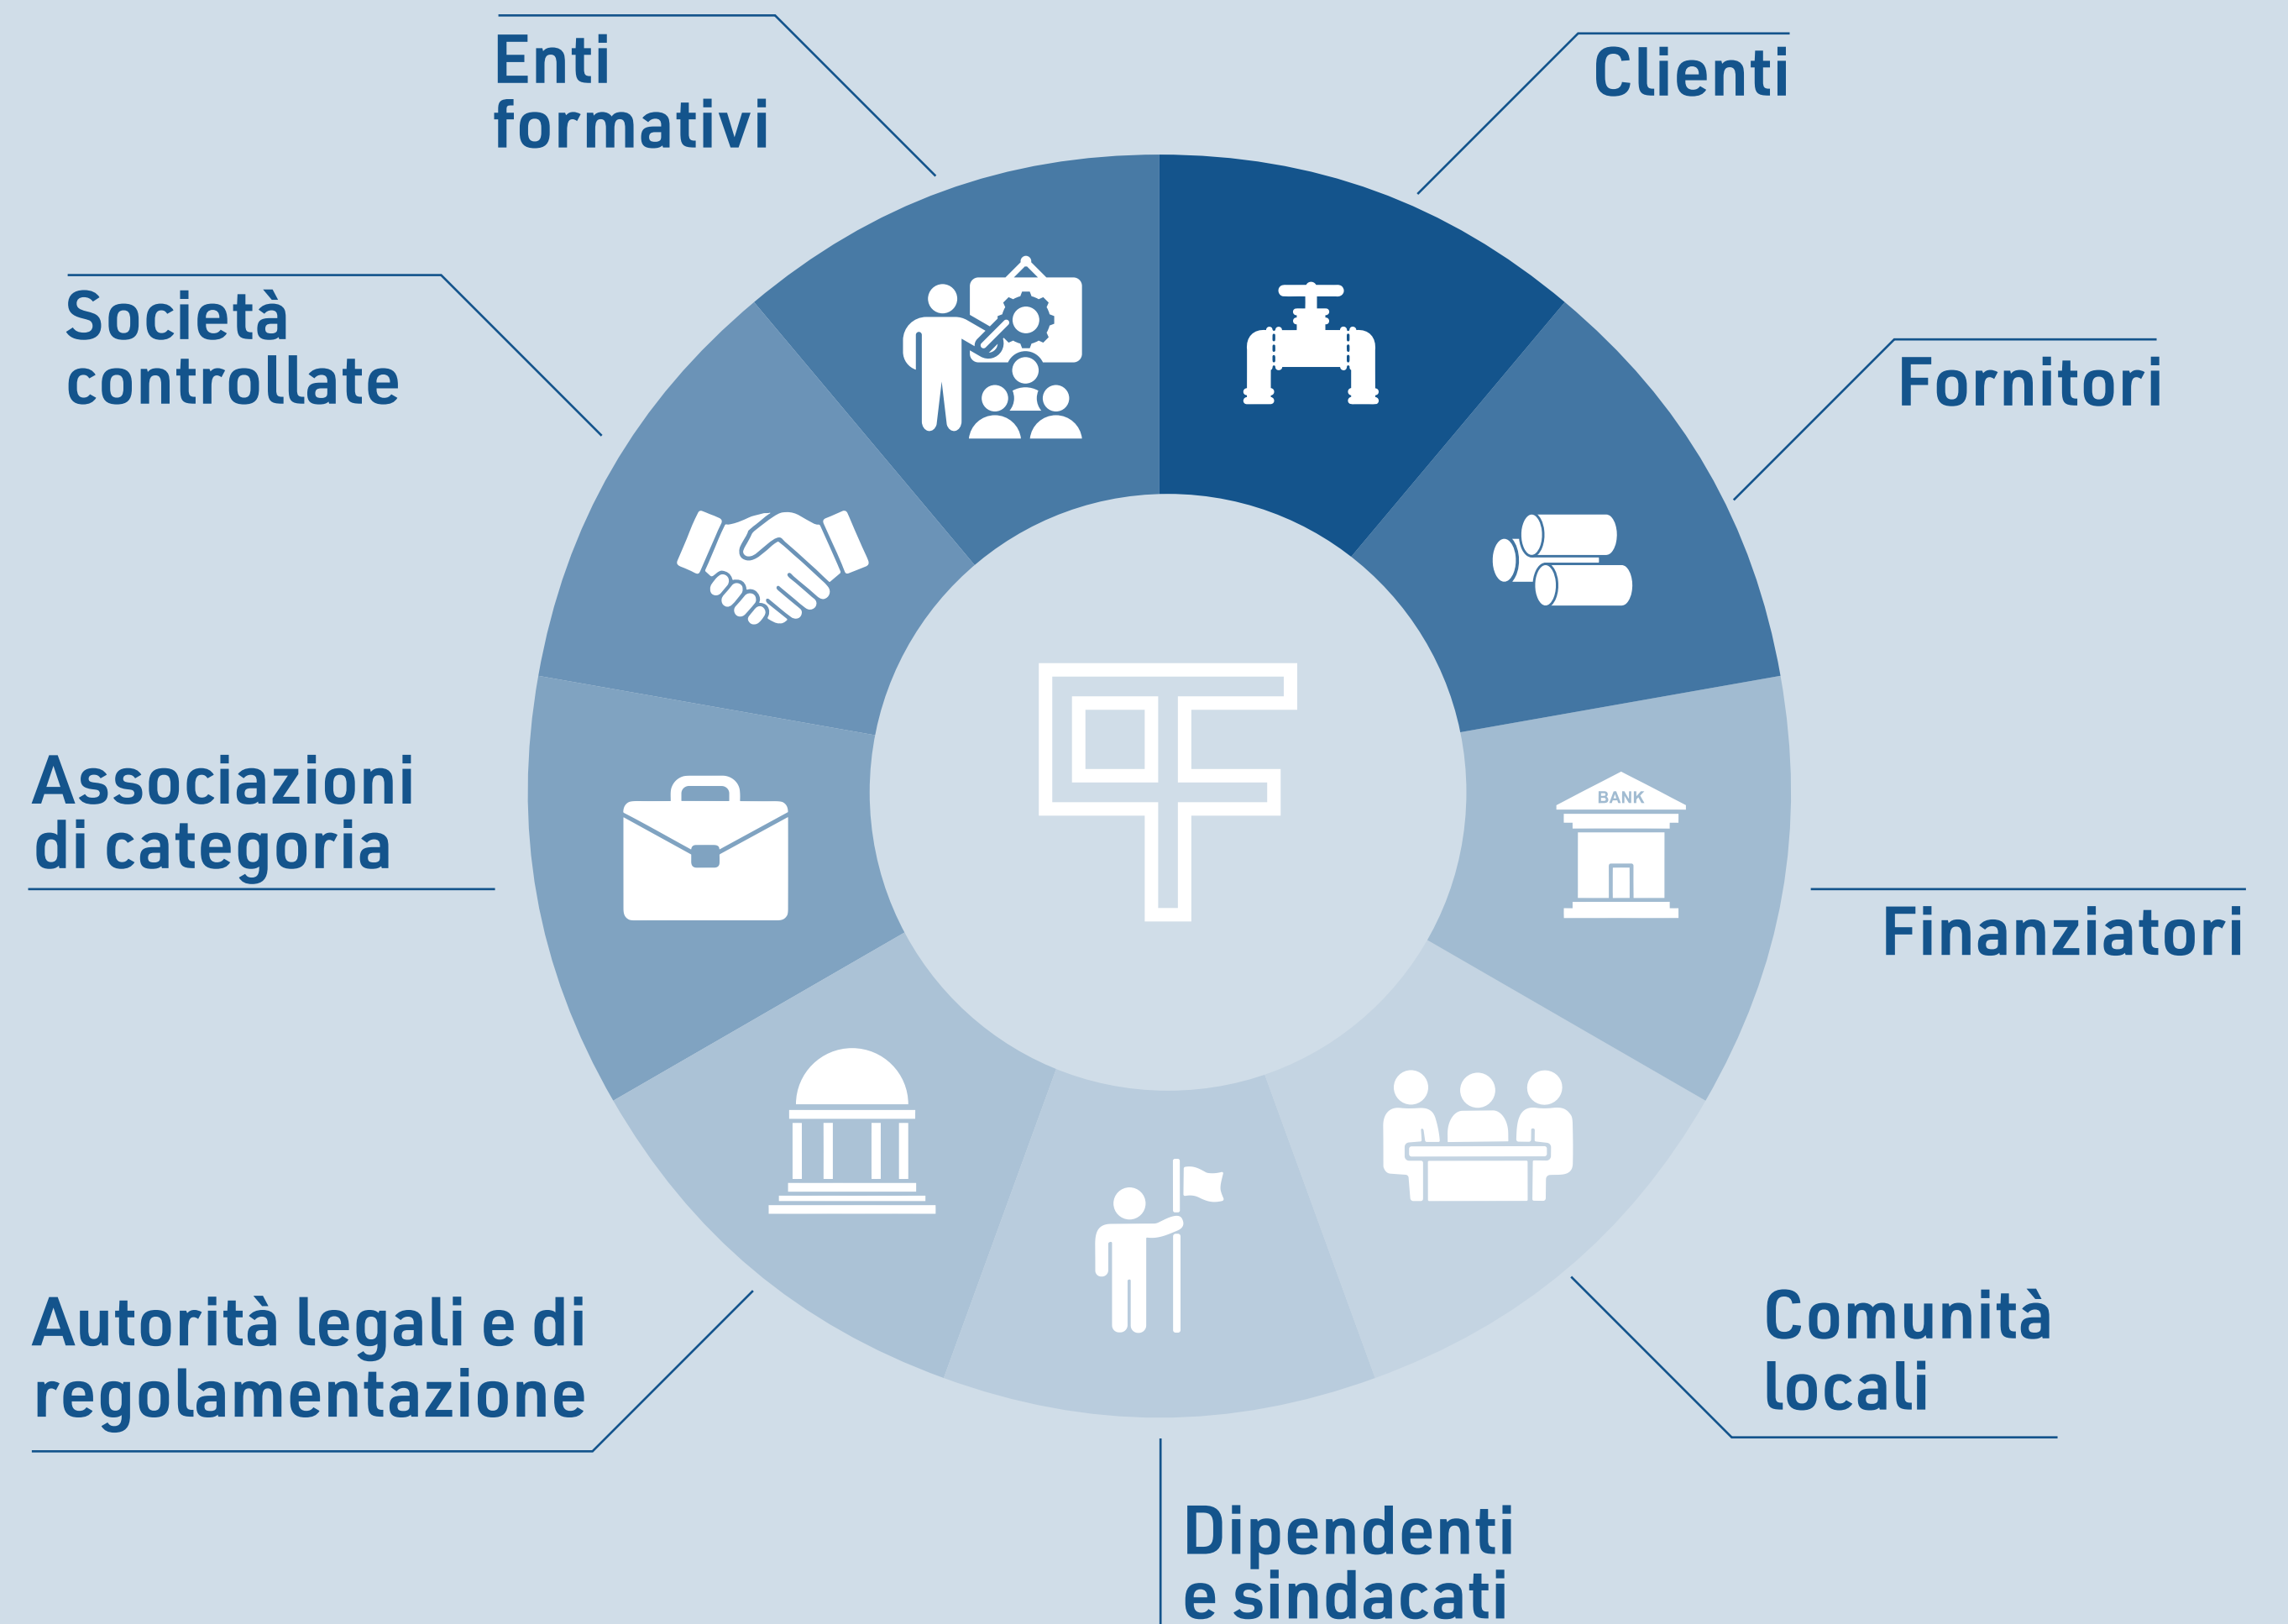 Enti
formativi
Clienti
Società
controllate
Fornitori
Associazioni
di categoria
BANK
Finanziatori
Autorità legali e di
regolamentazione
Comunità
locali
Dipendenti
e sindacati